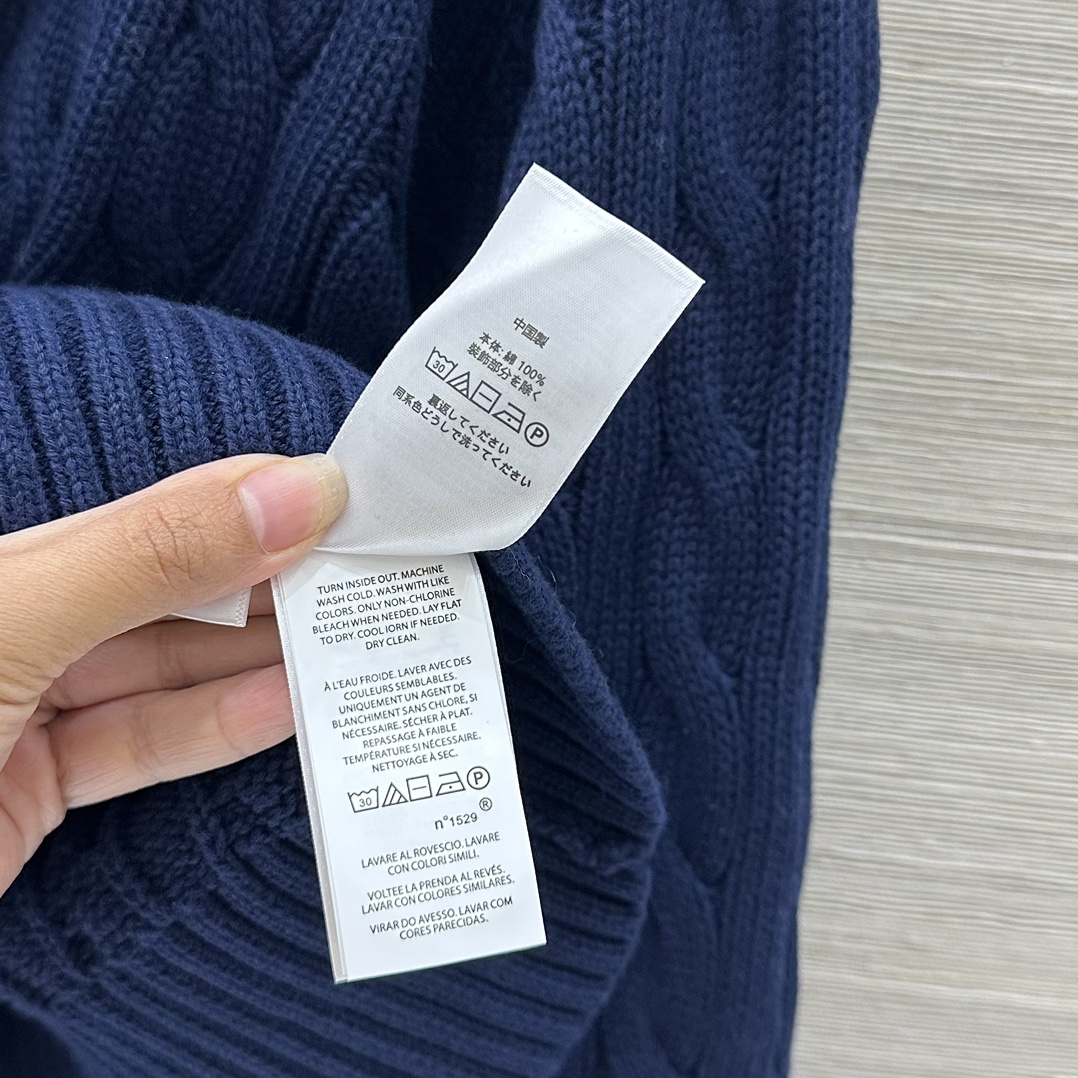 中国製
本体: 綿 100%
装飾部分を除く
30 P
裏返してください
同系色どうしで洗ってください
TURN INSIDE OUT. MACHINE
WASH COLD. WASH WITH LIKE
COLORS. ONLY NON-CHLORINE
BLEACH WHEN NEEDED. LAY FLAT
TO DRY. COOL IORN IF NEEDED.
DRY CLEAN.
À L'EAU FROIDE. LAVER AVEC DES
COULEURS SEMBLABLES.
UNIQUEMENT UN AGENT DE
BLANCHIMENT SANS CHLORE, SI
NÉCESSAIRE. SÉCHER À PLAT.
REPASSAGE À FAIBLE
TEMPÉRATURE SI NÉCESSAIRE.
NETTOYAGE À SEC.
30 P
®
n°1529
LAVARE AL ROVESCIO. LAVARE
CON COLORI SIMILI.
VOLTEE LA PRENDA AL REVÉS.
LAVAR CON COLORES SIMILARES.
VIRAR DO AVESSO. LAVAR COM
CORES PARECIDAS.